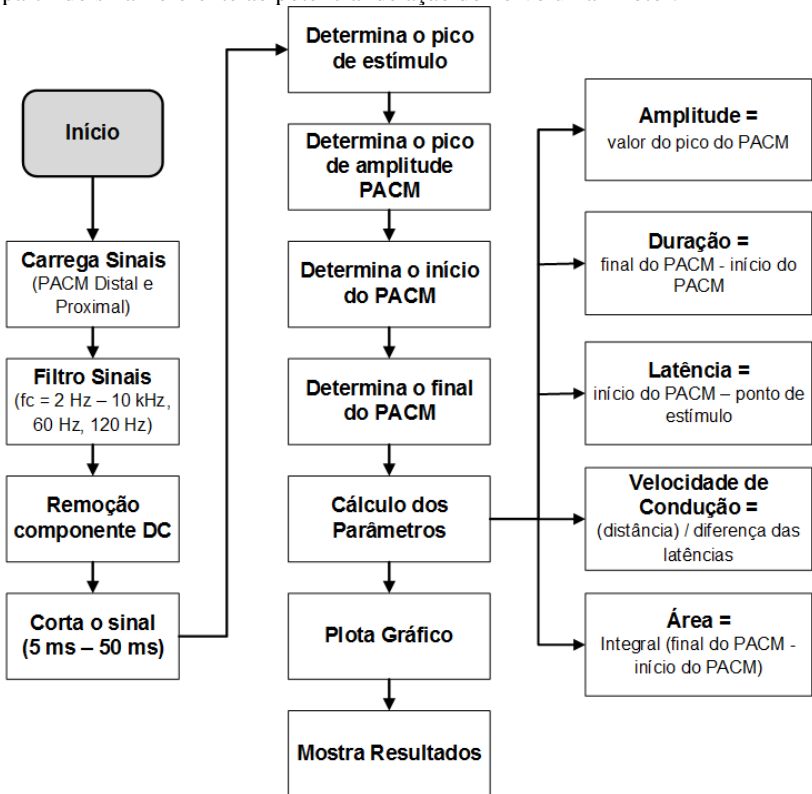 Início
Carrega Sinais
(PACM Distal e
Proximal)
Filtro Sinais
(fc = 2 Hz – 10 kHz,
60 Hz, 120 Hz)
Remoção
componente DC
Corta o sinal
(5 ms – 50 ms)
Determina o pico
de estímulo
Determina o pico
de amplitude
PACM
Determina o início
do PACM
Determina o final
do PACM
Cálculo dos
Parâmetros
Plota Gráfico
Mostra Resultados
Amplitude =
valor do pico do PACM
Duração =
final do PACM - início do
PACM
Latência =
início do PACM – ponto de
estímulo
Velocidade de
Condução =
(distância) / diferença das
latências
Área =
Integral (final do PACM -
início do PACM)